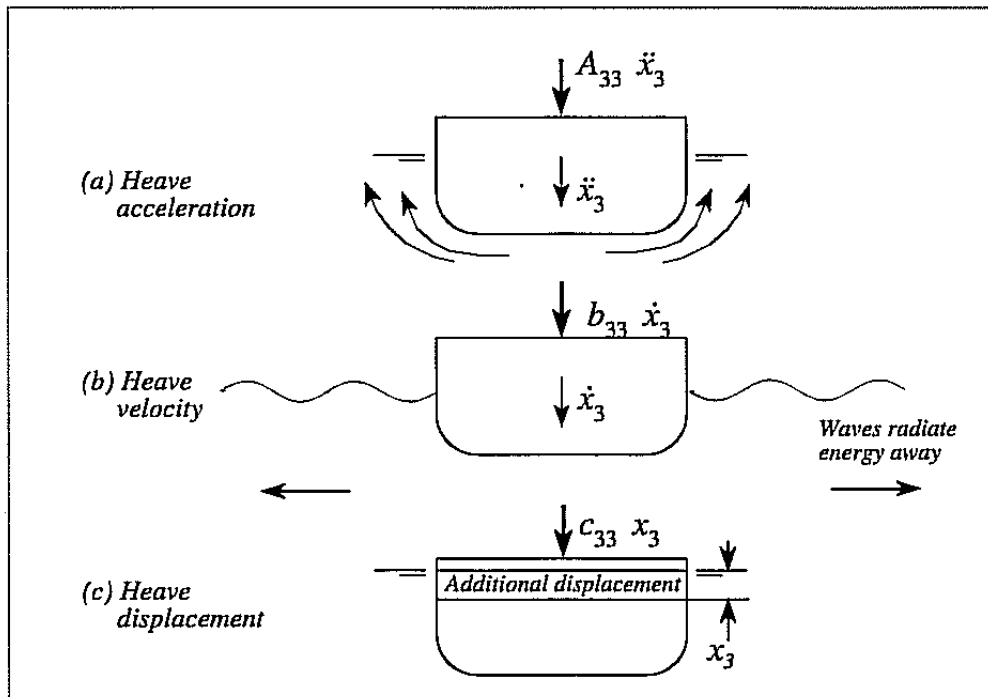 A₃₃ ẍ₃
(a) Heave
acceleration
ẍ₃
b₃₃ ẋ₃
(b) Heave
velocity
ẋ₃
Waves radiate
energy away
c₃₃ x₃
(c) Heave
displacement
Additional displacement
x₃